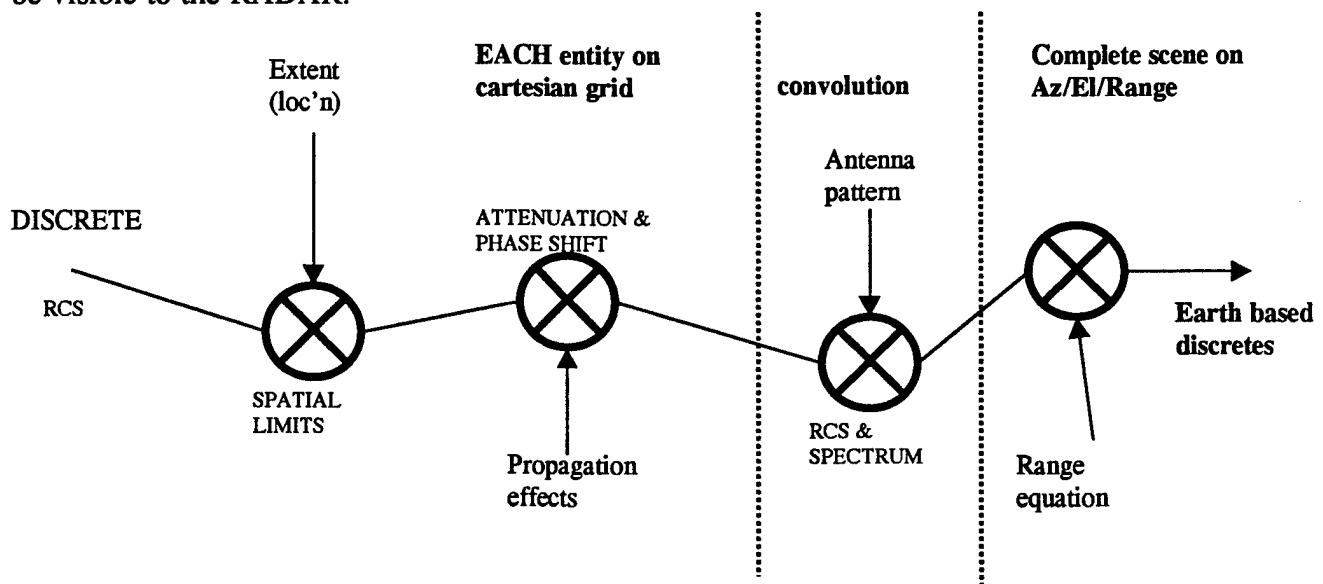 be visible to the RADAR.
Extent
(loc'n)
EACH entity on
cartesian grid
convolution
Complete scene on
Az/El/Range
Antenna
pattern
DISCRETE
RCS
ATTENUATION &
PHASE SHIFT
SPATIAL
LIMITS
Propagation
effects
RCS &
SPECTRUM
Range
equation
Earth based
discretes